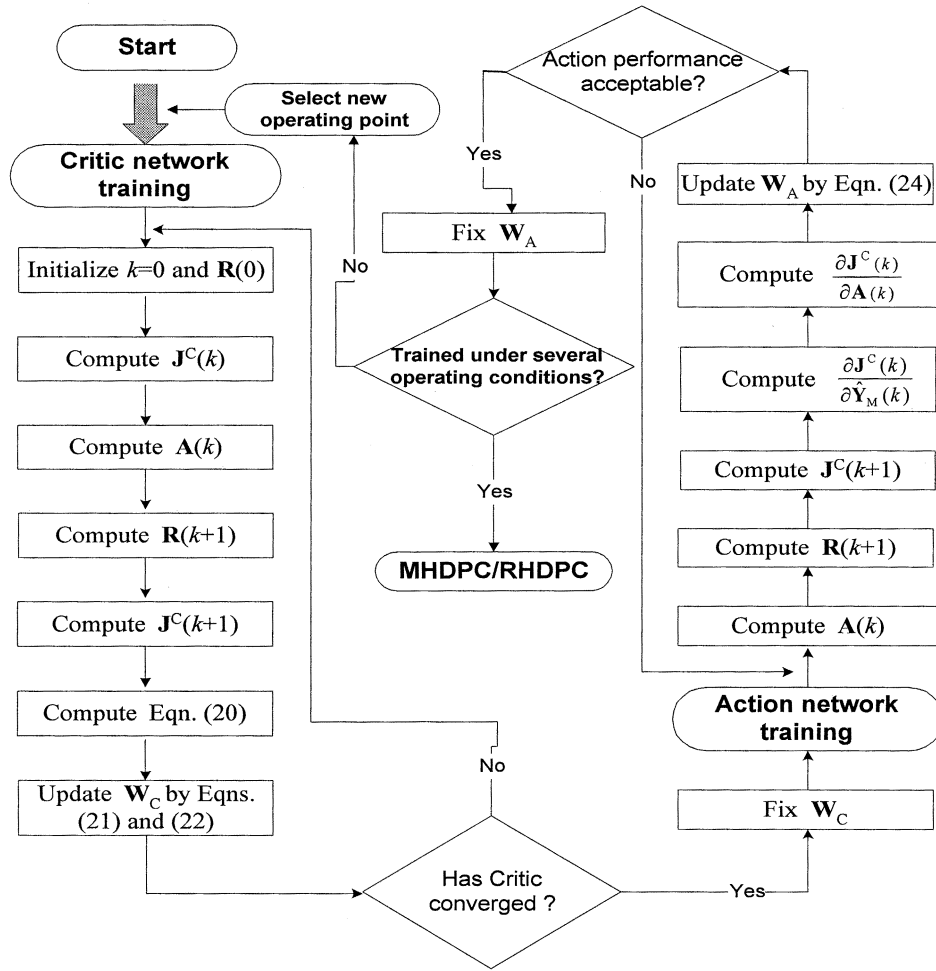 Start
Select new
operating point
Critic network
training
Initialize k=0 and R(0)
Compute J^C(k)
Compute A(k)
Compute R(k+1)
Compute J^C(k+1)
Compute Eqn. (20)
Update W_C by Eqns.
(21) and (22)
Has Critic
converged ?
No
Yes
Fix W_C
Action network
training
Compute A(k)
Compute R(k+1)
Compute J^C(k+1)
Compute ∂J^C(k)/∂Ŷ_M(k)
Compute ∂J^C(k)/∂A(k)
Update W_A by Eqn. (24)
Action performance
acceptable?
No
Yes
Fix W_A
Trained under several
operating conditions?
No
Yes
MHDPC/RHDPC